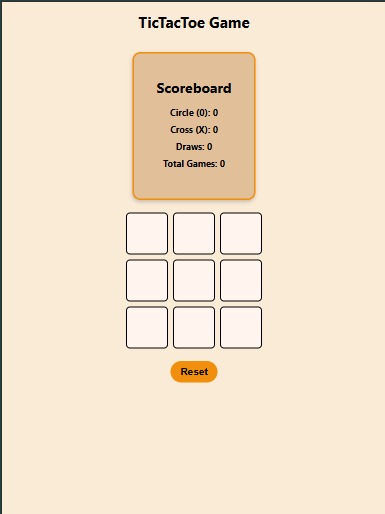 TicTacToe Game
Scoreboard
Circle (0): 0
Cross (X): 0
Draws: 0
Total Games: 0
Reset